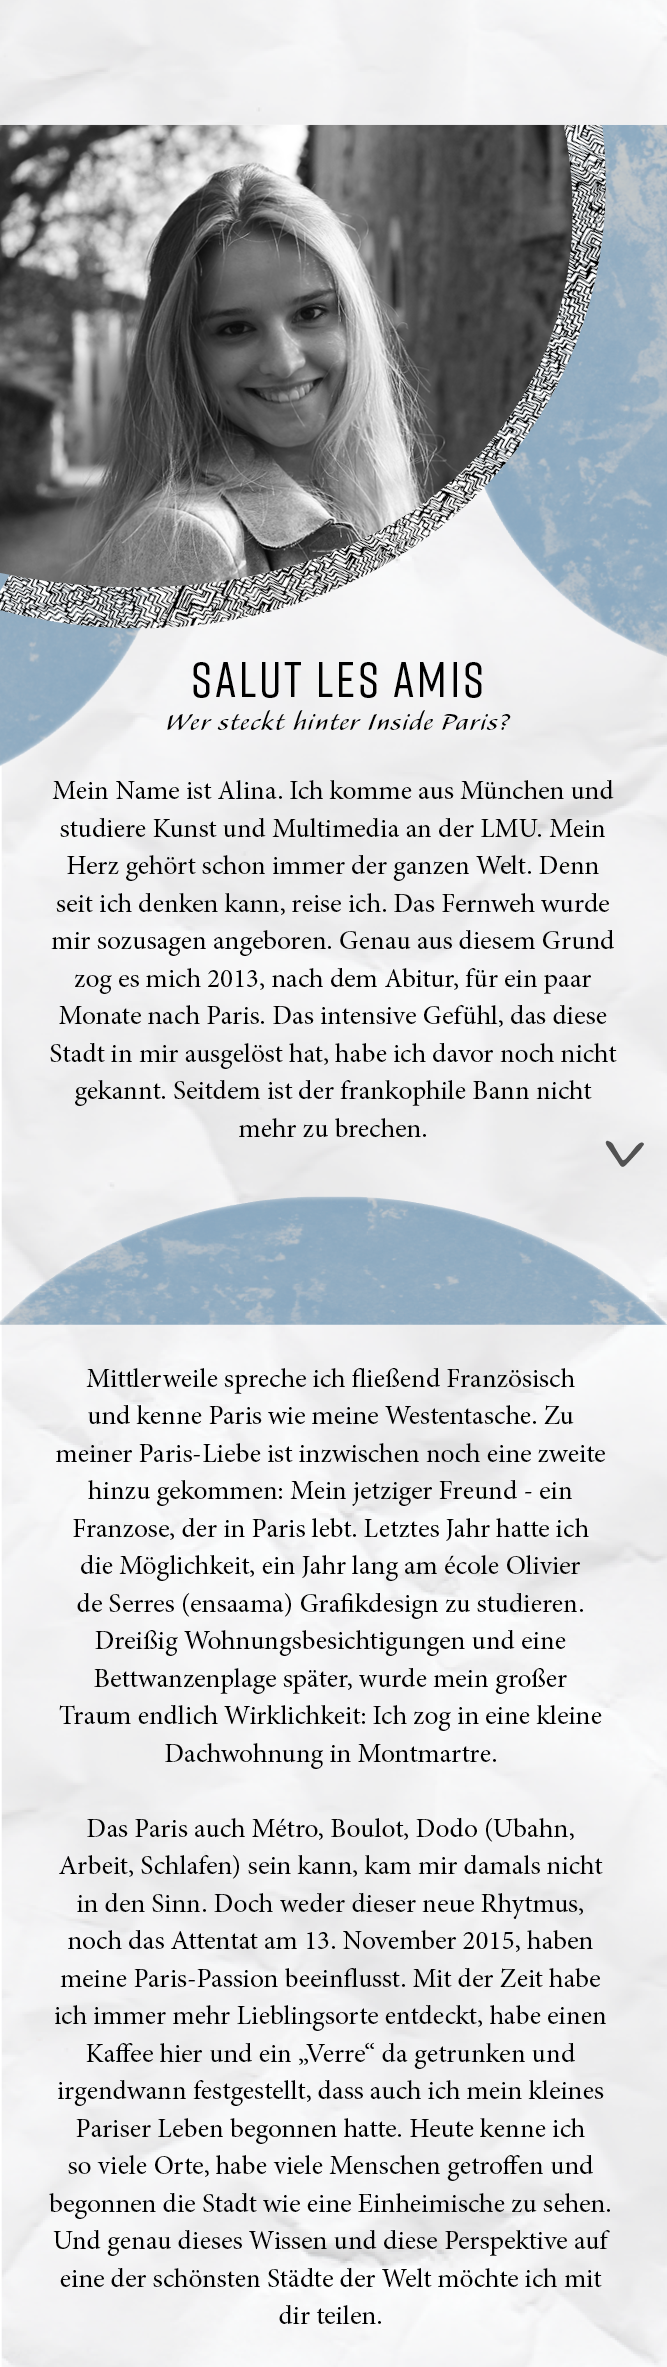 SALUT LES AMIS
Wer steckt hinter Inside Paris?
Mein Name ist Alina. Ich komme aus München und
studiere Kunst und Multimedia an der LMU. Mein
Herz gehört schon immer der ganzen Welt. Denn
seit ich denken kann, reise ich. Das Fernweh wurde
mir sozusagen angeboren. Genau aus diesem Grund
zog es mich 2013, nach dem Abitur, für ein paar
Monate nach Paris. Das intensive Gefühl, das diese
Stadt in mir ausgelöst hat, habe ich davor noch nicht
gekannt. Seitdem ist der frankophile Bann nicht
mehr zu brechen.
Mittlerweile spreche ich fließend Französisch
und kenne Paris wie meine Westentasche. Zu
meiner Paris-Liebe ist inzwischen noch eine zweite
hinzu gekommen: Mein jetziger Freund - ein
Franzose, der in Paris lebt. Letztes Jahr hatte ich
die Möglichkeit, ein Jahr lang am école Olivier
de Serres (ensaama) Grafikdesign zu studieren.
Dreißig Wohnungsbesichtigungen und eine
Bettwanzenplage später, wurde mein großer
Traum endlich Wirklichkeit: Ich zog in eine kleine
Dachwohnung in Montmartre.
Das Paris auch Métro, Boulot, Dodo (Ubahn,
Arbeit, Schlafen) sein kann, kam mir damals nicht
in den Sinn. Doch weder dieser neue Rhytmus,
noch das Attentat am 13. November 2015, haben
meine Paris-Passion beeinflusst. Mit der Zeit habe
ich immer mehr Lieblingsorte entdeckt, habe einen
Kaffee hier und ein „Verre“ da getrunken und
irgendwann festgestellt, dass auch ich mein kleines
Pariser Leben begonnen hatte. Heute kenne ich
so viele Orte, habe viele Menschen getroffen und
begonnen die Stadt wie eine Einheimische zu sehen.
Und genau dieses Wissen und diese Perspektive auf
eine der schönsten Städte der Welt möchte ich mit
dir teilen.